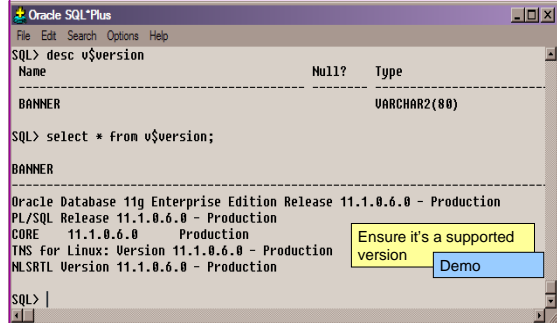 Oracle SQL*Plus
File Edit Search Options Help
SQL> desc v$version
Name Null? Type
----------------------------------------- -------- ----------------------------
BANNER VARCHAR2(80)
SQL> select * from v$version;
BANNER
--------------------------------------------------------------------------------
Oracle Database 11g Enterprise Edition Release 11.1.0.6.0 - Production
PL/SQL Release 11.1.0.6.0 - Production
CORE 11.1.0.6.0 Production
TNS for Linux: Version 11.1.0.6.0 - Production
NLSRTL Version 11.1.0.6.0 - Production
Ensure it's a supported
version
Demo
SQL>